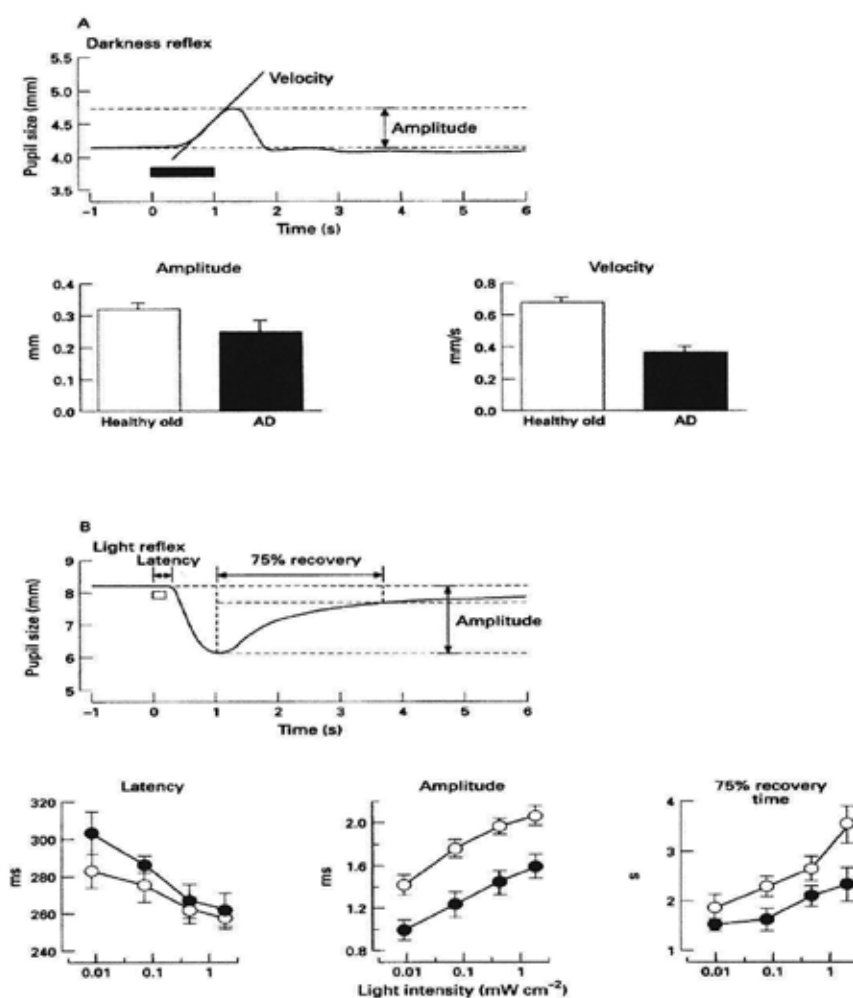 A
Darkness reflex
Velocity
Amplitude
Pupil size (mm)
5.5
4.5
4.0
3.5
-1 0 1 2 3 4 5 6
Time (s)
Amplitude
mm
0.4
0.3
0.2
0.1
0.0
Healthy old AD
Velocity
mm/s
0.8
0.6
0.4
0.2
0.0
Healthy old AD
B
Light reflex
Latency
75% recovery
Amplitude
Pupil size (mm)
9
8
7
6
5
-1 0 1 2 3 4 5 6
Time (s)
Latency
ms
320
300
280
260
240
0.01 0.1 1
Amplitude
ms
2.0
1.6
1.2
0.8
0.01 0.1 1
Light intensity (mW cm⁻²)
75% recovery
time
s
4
3
2
1
0.01 0.1 1